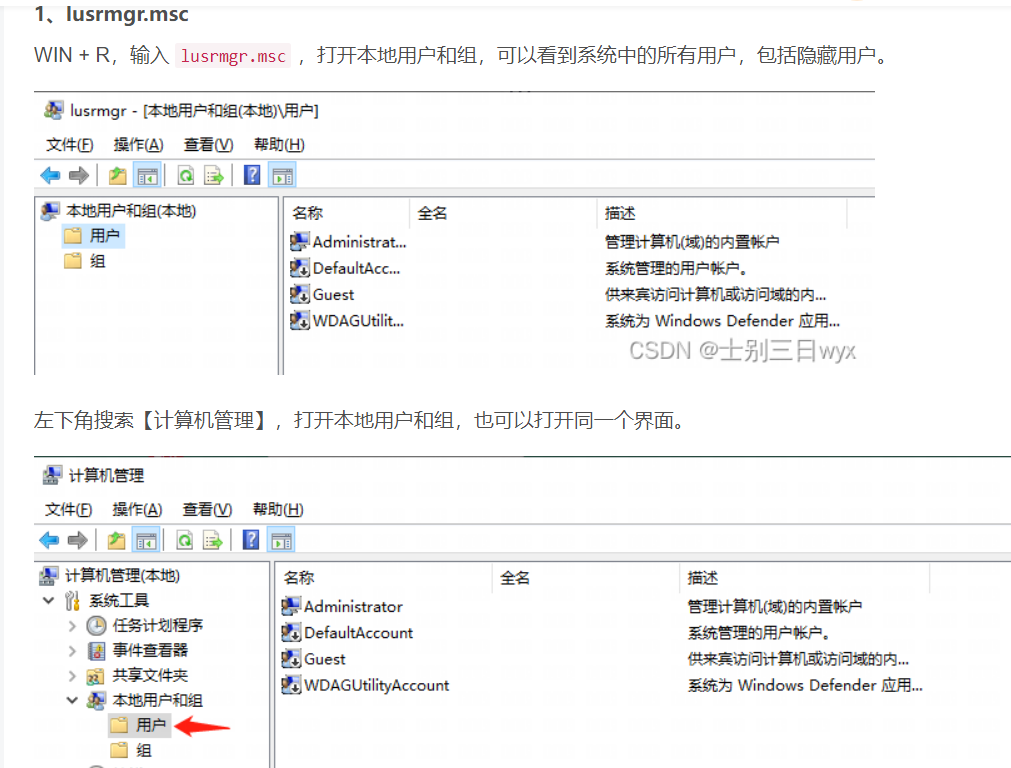 1、lusrmgr.msc
WIN + R，输入 lusrmgr.msc ，打开本地用户和组，可以看到系统中的所有用户，包括隐藏用户。
lusrmgr - [本地用户和组(本地)\用户]
文件(F) 操作(A) 查看(V) 帮助(H)
本地用户和组(本地)
用户
组
名称 全名 描述
Administrat... 管理计算机(域)的内置帐户
DefaultAcc... 系统管理的用户帐户。
Guest 供来宾访问计算机或访问域的内...
WDAGUtilit... 系统为 Windows Defender 应用...
CSDN @士别三日wyx
左下角搜索【计算机管理】，打开本地用户和组，也可以打开同一个界面。
计算机管理
文件(F) 操作(A) 查看(V) 帮助(H)
计算机管理(本地)
系统工具
任务计划程序
事件查看器
共享文件夹
本地用户和组
用户
组
名称 全名 描述
Administrator 管理计算机(域)的内置帐户
DefaultAccount 系统管理的用户帐户。
Guest 供来宾访问计算机或访问域的内...
WDAGUtilityAccount 系统为 Windows Defender 应用...